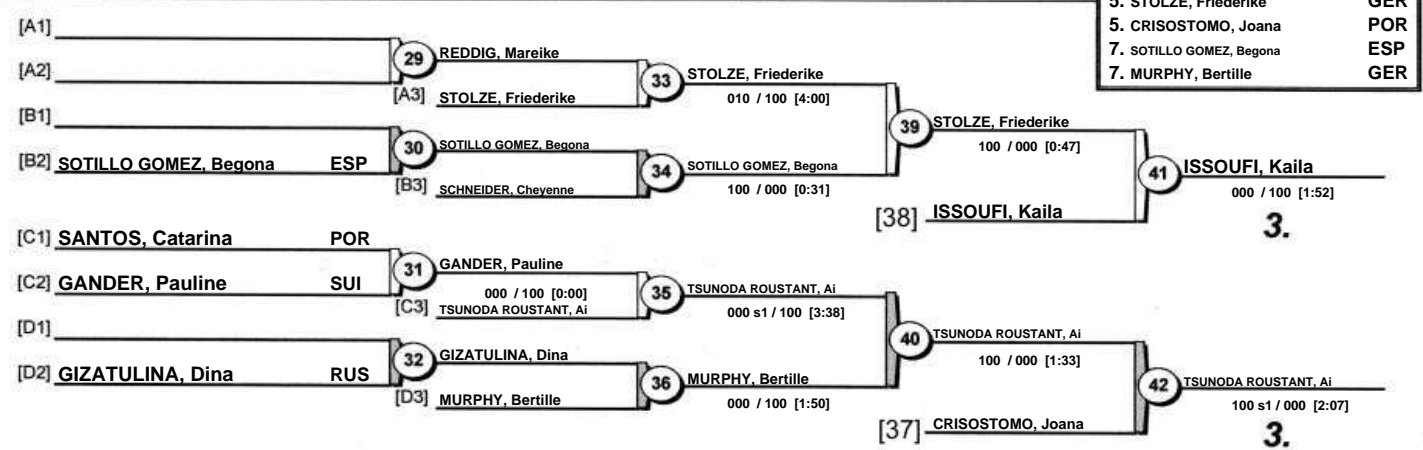 5. STOLZE, Friederike GER
5. CRISOSTOMO, Joana POR
7. SOTILLO GOMEZ, Begona ESP
7. MURPHY, Bertille GER
[A1]
[A2]
29 REDDIG, Mareike
[A3] STOLZE, Friederike
33 STOLZE, Friederike
010 / 100 [4:00]
[B1]
[B2] SOTILLO GOMEZ, Begona ESP
30 SOTILLO GOMEZ, Begona
[B3] SCHNEIDER, Cheyenne
34 SOTILLO GOMEZ, Begona
100 / 000 [0:31]
39 STOLZE, Friederike
100 / 000 [0:47]
[38] ISSOUFI, Kaila
41 ISSOUFI, Kaila
000 / 100 [1:52]
3.
[C1] SANTOS, Catarina POR
[C2] GANDER, Pauline SUI
31 GANDER, Pauline
000 / 100 [0:00]
[C3] TSUNODA ROUSTANT, Ai
35 TSUNODA ROUSTANT, Ai
000 s1 / 100 [3:38]
[D1]
[D2] GIZATULINA, Dina RUS
32 GIZATULINA, Dina
[D3] MURPHY, Bertille
36 MURPHY, Bertille
000 / 100 [1:50]
40 TSUNODA ROUSTANT, Ai
100 / 000 [1:33]
[37] CRISOSTOMO, Joana
42 TSUNODA ROUSTANT, Ai
100 s1 / 000 [2:07]
3.